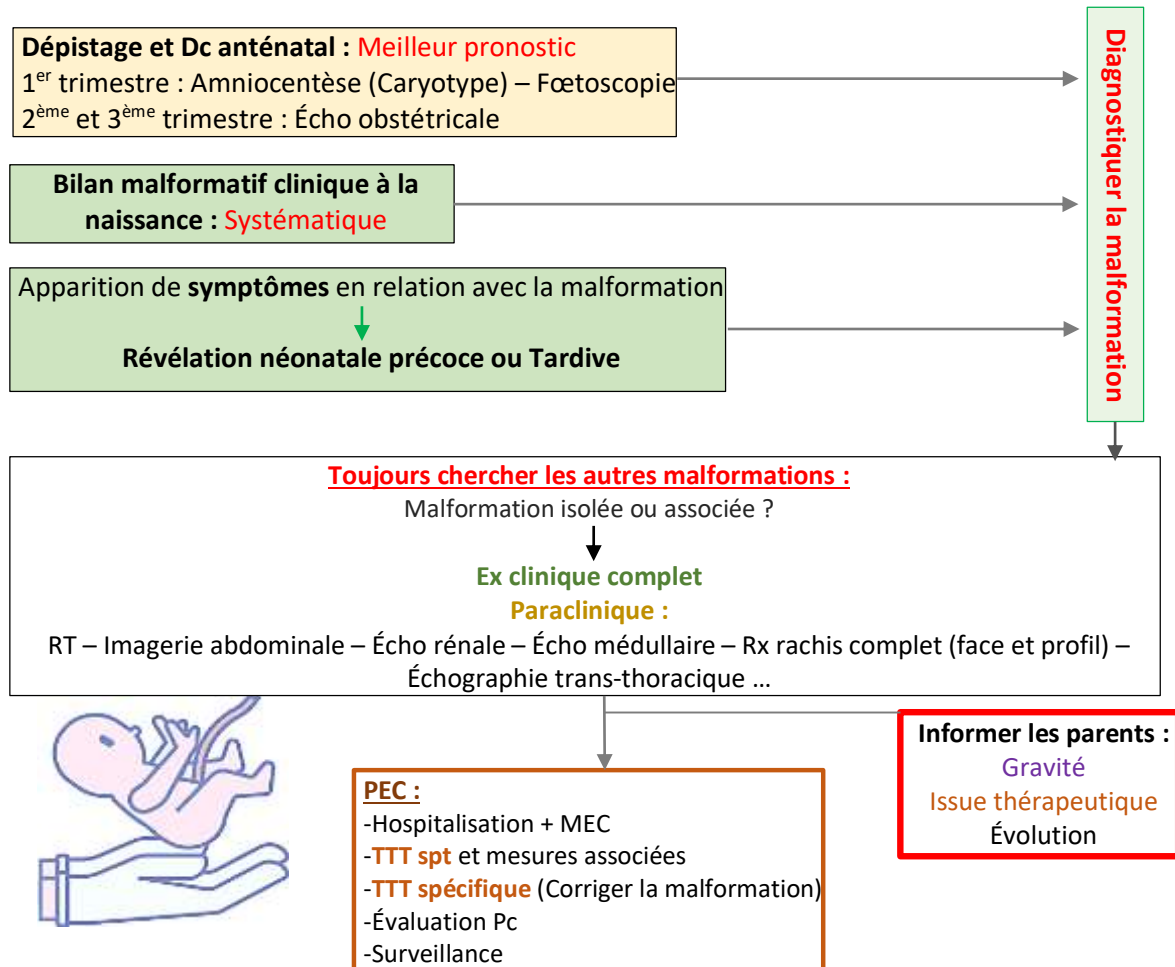 Dépistage et Dc anténatal : Meilleur pronostic
1er trimestre : Amniocentèse (Caryotype) – Fœtoscopie
2ème et 3ème trimestre : Écho obstétricale
Bilan malformatif clinique à la
naissance : Systématique
Apparition de symptômes en relation avec la malformation
Révélation néonatale précoce ou Tardive
Diagnostiquer la malformation
Toujours chercher les autres malformations :
Malformation isolée ou associée ?
Ex clinique complet
Paraclinique :
RT – Imagerie abdominale – Écho rénale – Écho médullaire – Rx rachis complet (face et profil) –
Échographie trans-thoracique ...
PEC :
-Hospitalisation + MEC
-TTT spt et mesures associées
-TTT spécifique (Corriger la malformation)
-Évaluation Pc
-Surveillance
Informer les parents :
Gravité
Issue thérapeutique
Évolution